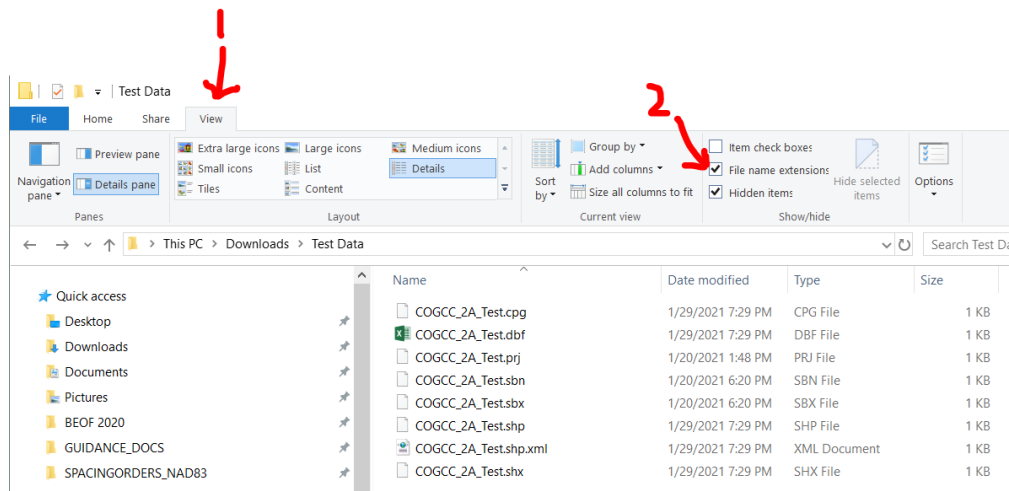 1
Test Data
2
File Home Share View
Preview pane
Extra large icons Large icons Medium icons
Group by
Item check boxes
Navigation pane
Details pane
Small icons List Details
Sort by
Add columns
File name extensions
Hide selected items
Options
Tiles Content
Size all columns to fit
Hidden items
Panes Layout Current view Show/hide
This PC > Downloads > Test Data
Search Test Da
Name Date modified Type Size
Quick access
Desktop
Downloads
Documents
Pictures
BEOF 2020
GUIDANCE_DOCS
SPACINGORDERS_NAD83
COGCC_2A_Test.cpg 1/29/2021 7:29 PM CPG File 1 KB
COGCC_2A_Test.dbf 1/29/2021 7:29 PM DBF File 1 KB
COGCC_2A_Test.prj 1/20/2021 1:48 PM PRJ File 1 KB
COGCC_2A_Test.sbn 1/20/2021 6:20 PM SBN File 1 KB
COGCC_2A_Test.sbx 1/20/2021 6:20 PM SBX File 1 KB
COGCC_2A_Test.shp 1/29/2021 7:29 PM SHP File 1 KB
COGCC_2A_Test.shp.xml 1/29/2021 7:29 PM XML Document 1 KB
COGCC_2A_Test.shx 1/29/2021 7:29 PM SHX File 1 KB